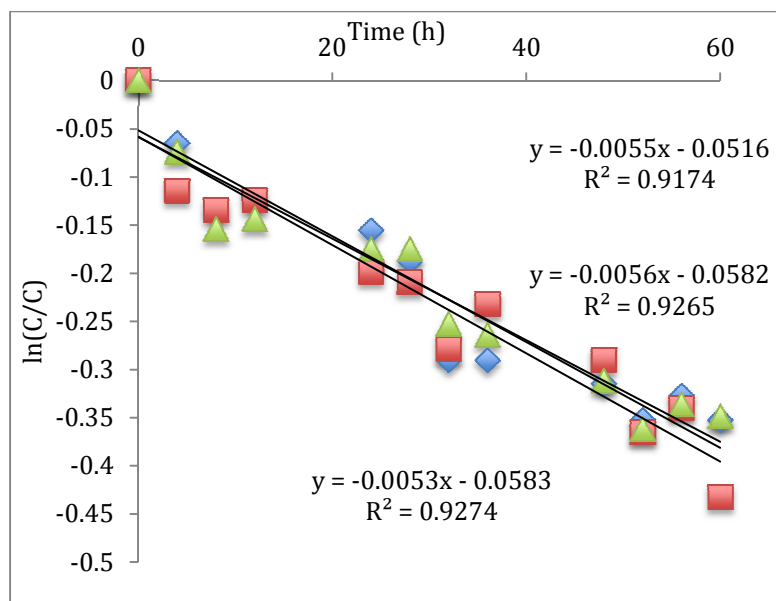 Time (h)
0 20 40 60
0
-0.05
-0.1
-0.15
-0.2
-0.25
-0.3
-0.35
-0.4
-0.45
-0.5
ln(C/C)
y = -0.0055x - 0.0516
R² = 0.9174
y = -0.0056x - 0.0582
R² = 0.9265
y = -0.0053x - 0.0583
R² = 0.9274